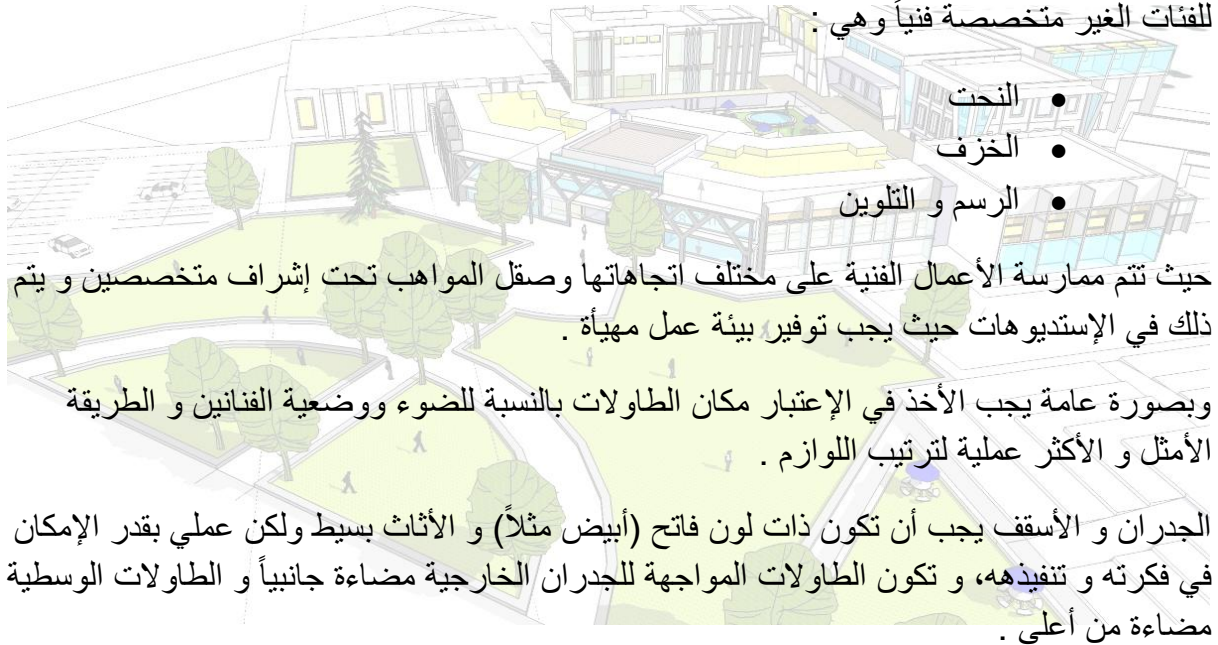 للفئات الغير متخصصة فنياً وهي :
• النحت
• الخزف
• الرسم و التلوين
حيث تتم ممارسة الأعمال الفنية على مختلف اتجاهاتها وصقل المواهب تحت إشراف متخصصين و يتم
ذلك في الإستديوهات حيث يجب توفير بيئة عمل مهيأة .
وبصورة عامة يجب الأخذ في الإعتبار مكان الطاولات بالنسبة للضوء ووضعية الفنانين و الطريقة
الأمثل و الأكثر عملية لترتيب اللوازم .
الجدران و الأسقف يجب أن تكون ذات لون فاتح (أبيض مثلاً) و الأثاث بسيط ولكن عملي بقدر الإمكان
في فكرته و تنفيذهه، و تكون الطاولات المواجهة للجدران الخارجية مضاءة جانبياً و الطاولات الوسطية
مضاءة من أعلى .